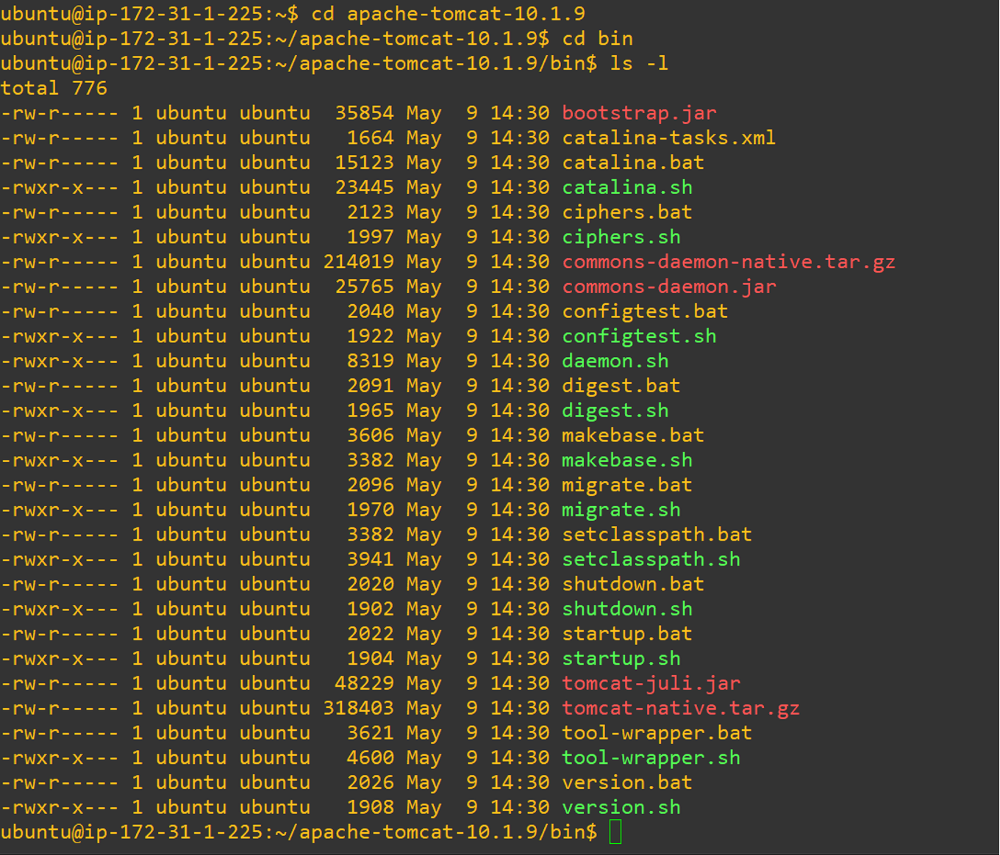 ubuntu@ip-172-31-1-225:~$ cd apache-tomcat-10.1.9
ubuntu@ip-172-31-1-225:~/apache-tomcat-10.1.9$ cd bin
ubuntu@ip-172-31-1-225:~/apache-tomcat-10.1.9/bin$ ls -l
total 776
-rw-r----- 1 ubuntu ubuntu  35854 May  9 14:30 bootstrap.jar
-rw-r----- 1 ubuntu ubuntu   1664 May  9 14:30 catalina-tasks.xml
-rw-r----- 1 ubuntu ubuntu  15123 May  9 14:30 catalina.bat
-rwxr-x--- 1 ubuntu ubuntu  23445 May  9 14:30 catalina.sh
-rw-r----- 1 ubuntu ubuntu   2123 May  9 14:30 ciphers.bat
-rwxr-x--- 1 ubuntu ubuntu   1997 May  9 14:30 ciphers.sh
-rw-r----- 1 ubuntu ubuntu 214019 May  9 14:30 commons-daemon-native.tar.gz
-rw-r----- 1 ubuntu ubuntu  25765 May  9 14:30 commons-daemon.jar
-rw-r----- 1 ubuntu ubuntu   2040 May  9 14:30 configtest.bat
-rwxr-x--- 1 ubuntu ubuntu   1922 May  9 14:30 configtest.sh
-rwxr-x--- 1 ubuntu ubuntu   8319 May  9 14:30 daemon.sh
-rw-r----- 1 ubuntu ubuntu   2091 May  9 14:30 digest.bat
-rwxr-x--- 1 ubuntu ubuntu   1965 May  9 14:30 digest.sh
-rw-r----- 1 ubuntu ubuntu   3606 May  9 14:30 makebase.bat
-rwxr-x--- 1 ubuntu ubuntu   3382 May  9 14:30 makebase.sh
-rw-r----- 1 ubuntu ubuntu   2096 May  9 14:30 migrate.bat
-rwxr-x--- 1 ubuntu ubuntu   1970 May  9 14:30 migrate.sh
-rw-r----- 1 ubuntu ubuntu   3382 May  9 14:30 setclasspath.bat
-rwxr-x--- 1 ubuntu ubuntu   3941 May  9 14:30 setclasspath.sh
-rw-r----- 1 ubuntu ubuntu   2020 May  9 14:30 shutdown.bat
-rwxr-x--- 1 ubuntu ubuntu   1902 May  9 14:30 shutdown.sh
-rw-r----- 1 ubuntu ubuntu   2022 May  9 14:30 startup.bat
-rwxr-x--- 1 ubuntu ubuntu   1904 May  9 14:30 startup.sh
-rw-r----- 1 ubuntu ubuntu  48229 May  9 14:30 tomcat-juli.jar
-rw-r----- 1 ubuntu ubuntu 318403 May  9 14:30 tomcat-native.tar.gz
-rw-r----- 1 ubuntu ubuntu   3621 May  9 14:30 tool-wrapper.bat
-rwxr-x--- 1 ubuntu ubuntu   4600 May  9 14:30 tool-wrapper.sh
-rw-r----- 1 ubuntu ubuntu   2026 May  9 14:30 version.bat
-rwxr-x--- 1 ubuntu ubuntu   1908 May  9 14:30 version.sh
ubuntu@ip-172-31-1-225:~/apache-tomcat-10.1.9/bin$